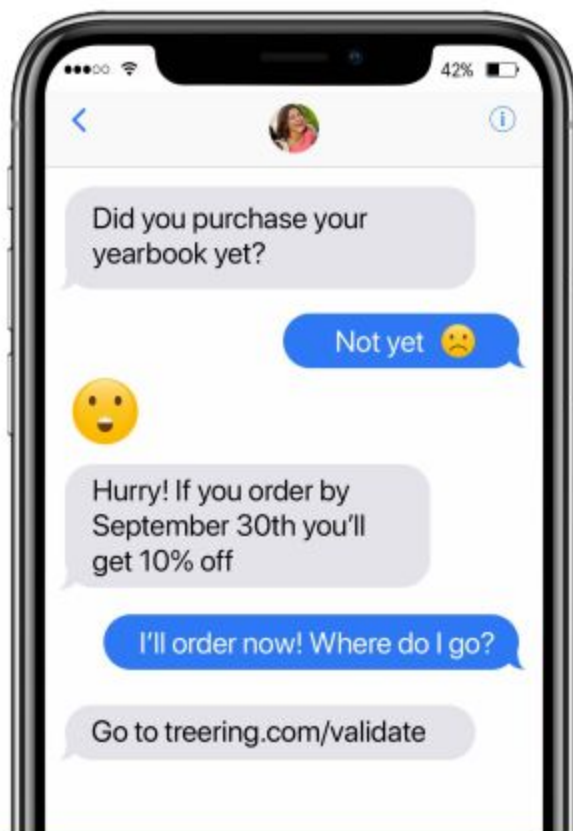 42%
Did you purchase your
yearbook yet?
Not yet 🙁
😮
Hurry! If you order by
September 30th you'll
get 10% off
I'll order now! Where do I go?
Go to treering.com/validate